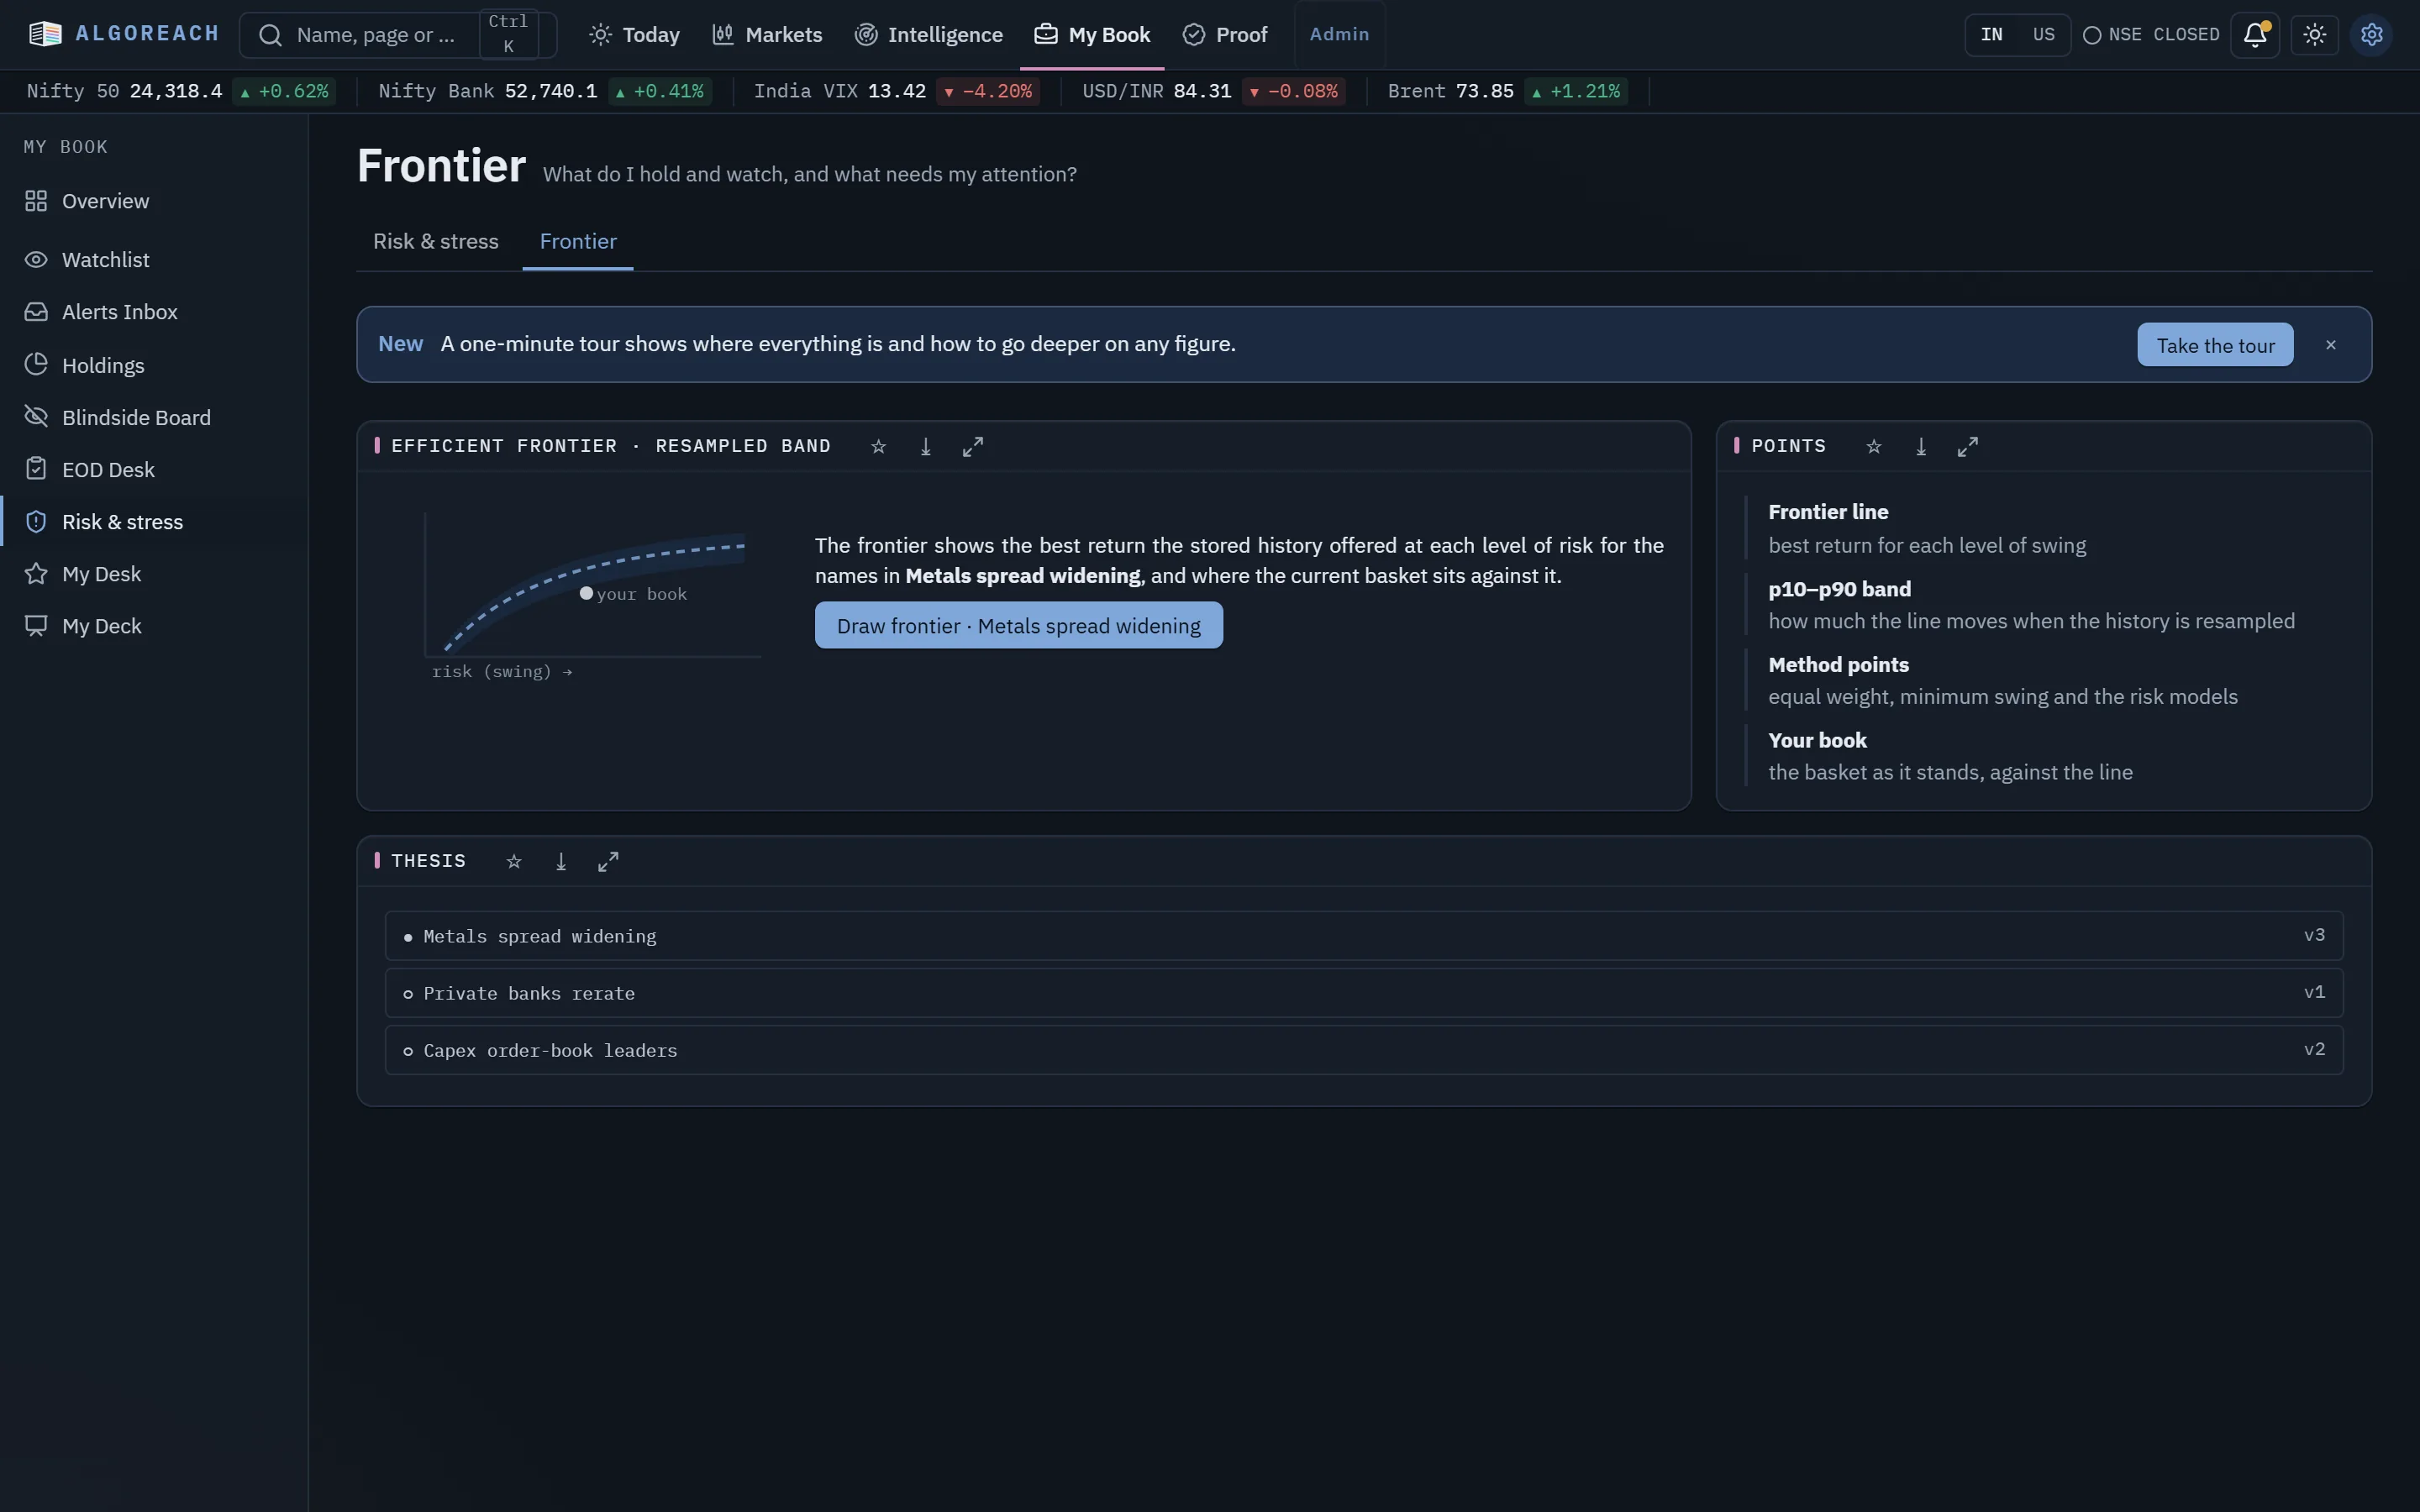 ALGOREACH
Name, page or ...
Ctrl
K
Today
Markets
Intelligence
My Book
Proof
Admin
IN US
NSE CLOSED
Nifty 50 24,318.4 ▲ +0.62%
Nifty Bank 52,740.1 ▲ +0.41%
India VIX 13.42 ▼ −4.20%
USD/INR 84.31 ▼ −0.08%
Brent 73.85 ▲ +1.21%
MY BOOK
Overview
Watchlist
Alerts Inbox
Holdings
Blindside Board
EOD Desk
Risk & stress
My Desk
My Deck
Frontier What do I hold and watch, and what needs my attention?
Risk & stress Frontier
New A one-minute tour shows where everything is and how to go deeper on any figure.
Take the tour ×
EFFICIENT FRONTIER · RESAMPLED BAND
your book
risk (swing) →
The frontier shows the best return the stored history offered at each level of risk for the
names in Metals spread widening, and where the current basket sits against it.
Draw frontier · Metals spread widening
POINTS
Frontier line
best return for each level of swing
p10–p90 band
how much the line moves when the history is resampled
Method points
equal weight, minimum swing and the risk models
Your book
the basket as it stands, against the line
THESIS
Metals spread widening v3
Private banks rerate v1
Capex order-book leaders v2